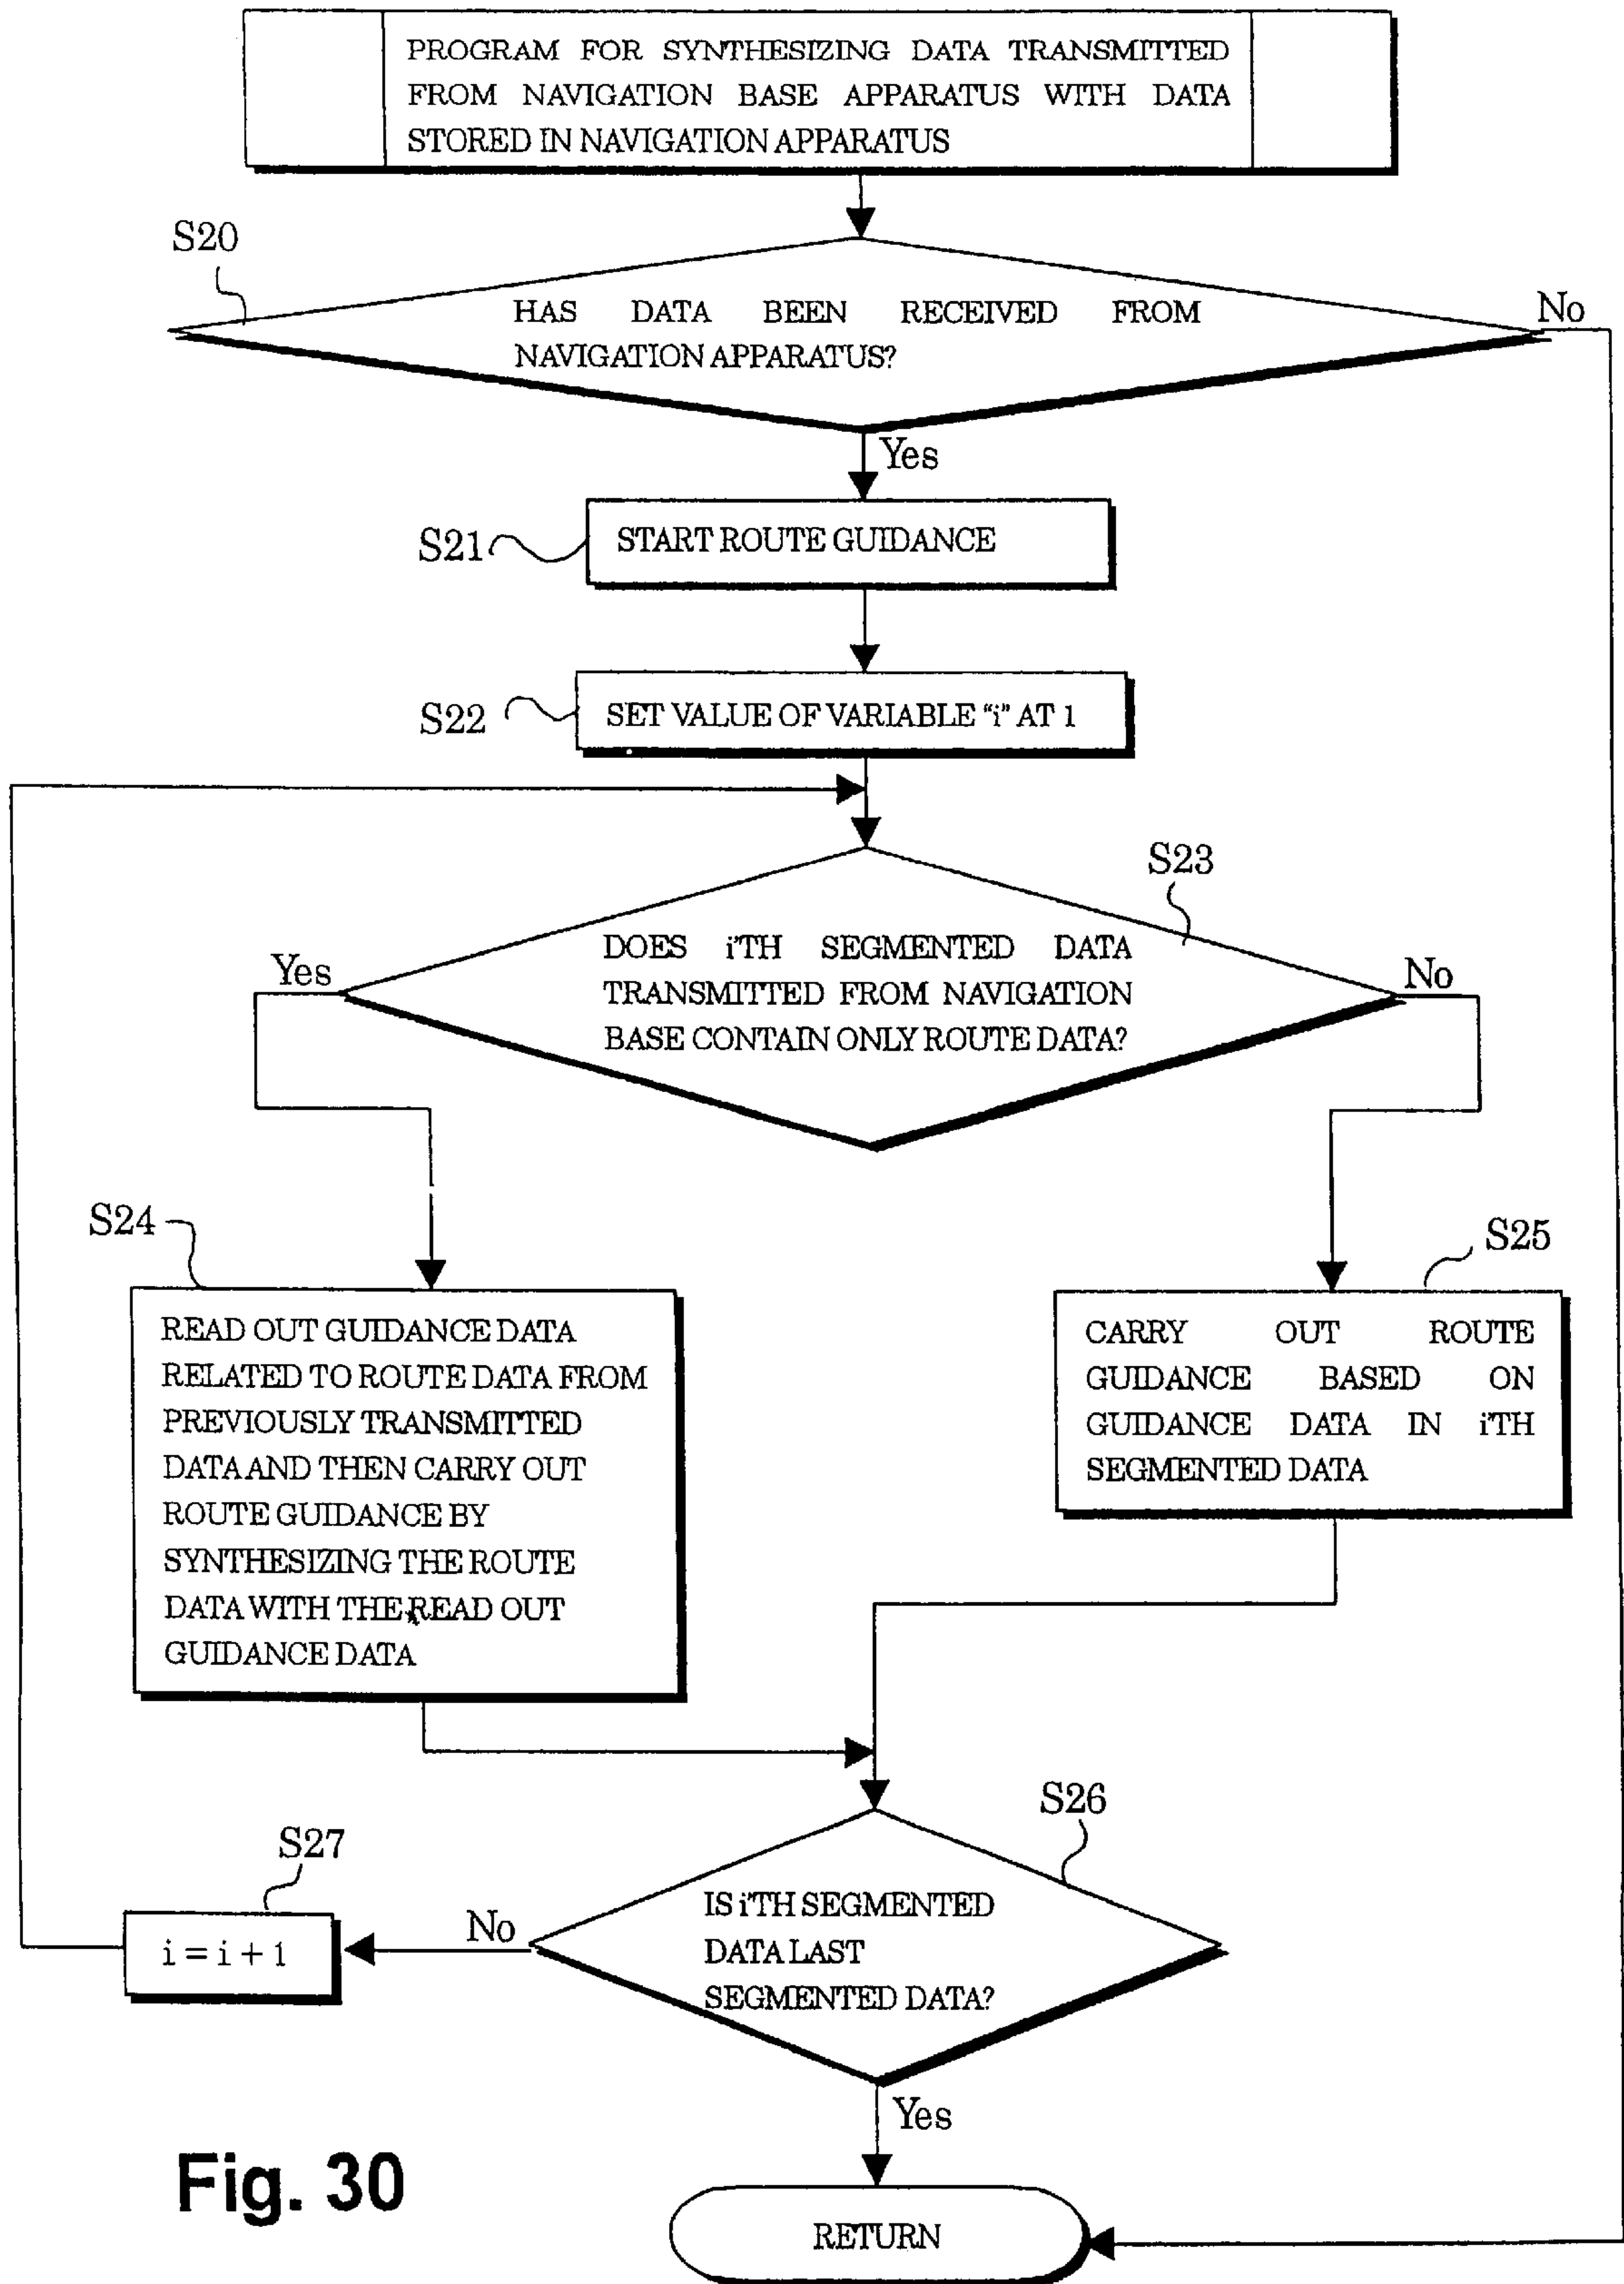 PROGRAM FOR SYNTHESIZING DATA TRANSMITTED
FROM NAVIGATION BASE APPARATUS WITH DATA
STORED IN NAVIGATION APPARATUS
S20
HAS DATA BEEN RECEIVED FROM
NAVIGATION APPARATUS?
No
Yes
S21
START ROUTE GUIDANCE
S22
SET VALUE OF VARIABLE "i" AT 1
S23
DOES i'TH SEGMENTED DATA
TRANSMITTED FROM NAVIGATION
BASE CONTAIN ONLY ROUTE DATA?
Yes
No
S24
READ OUT GUIDANCE DATA
RELATED TO ROUTE DATA FROM
PREVIOUSLY TRANSMITTED
DATA AND THEN CARRY OUT
ROUTE GUIDANCE BY
SYNTHESIZING THE ROUTE
DATA WITH THE READ OUT
GUIDANCE DATA
S25
CARRY OUT ROUTE
GUIDANCE BASED ON
GUIDANCE DATA IN i'TH
SEGMENTED DATA
S26
IS i'TH SEGMENTED
DATA LAST
SEGMENTED DATA?
No
S27
i = i + 1
Yes
RETURN
Fig. 30